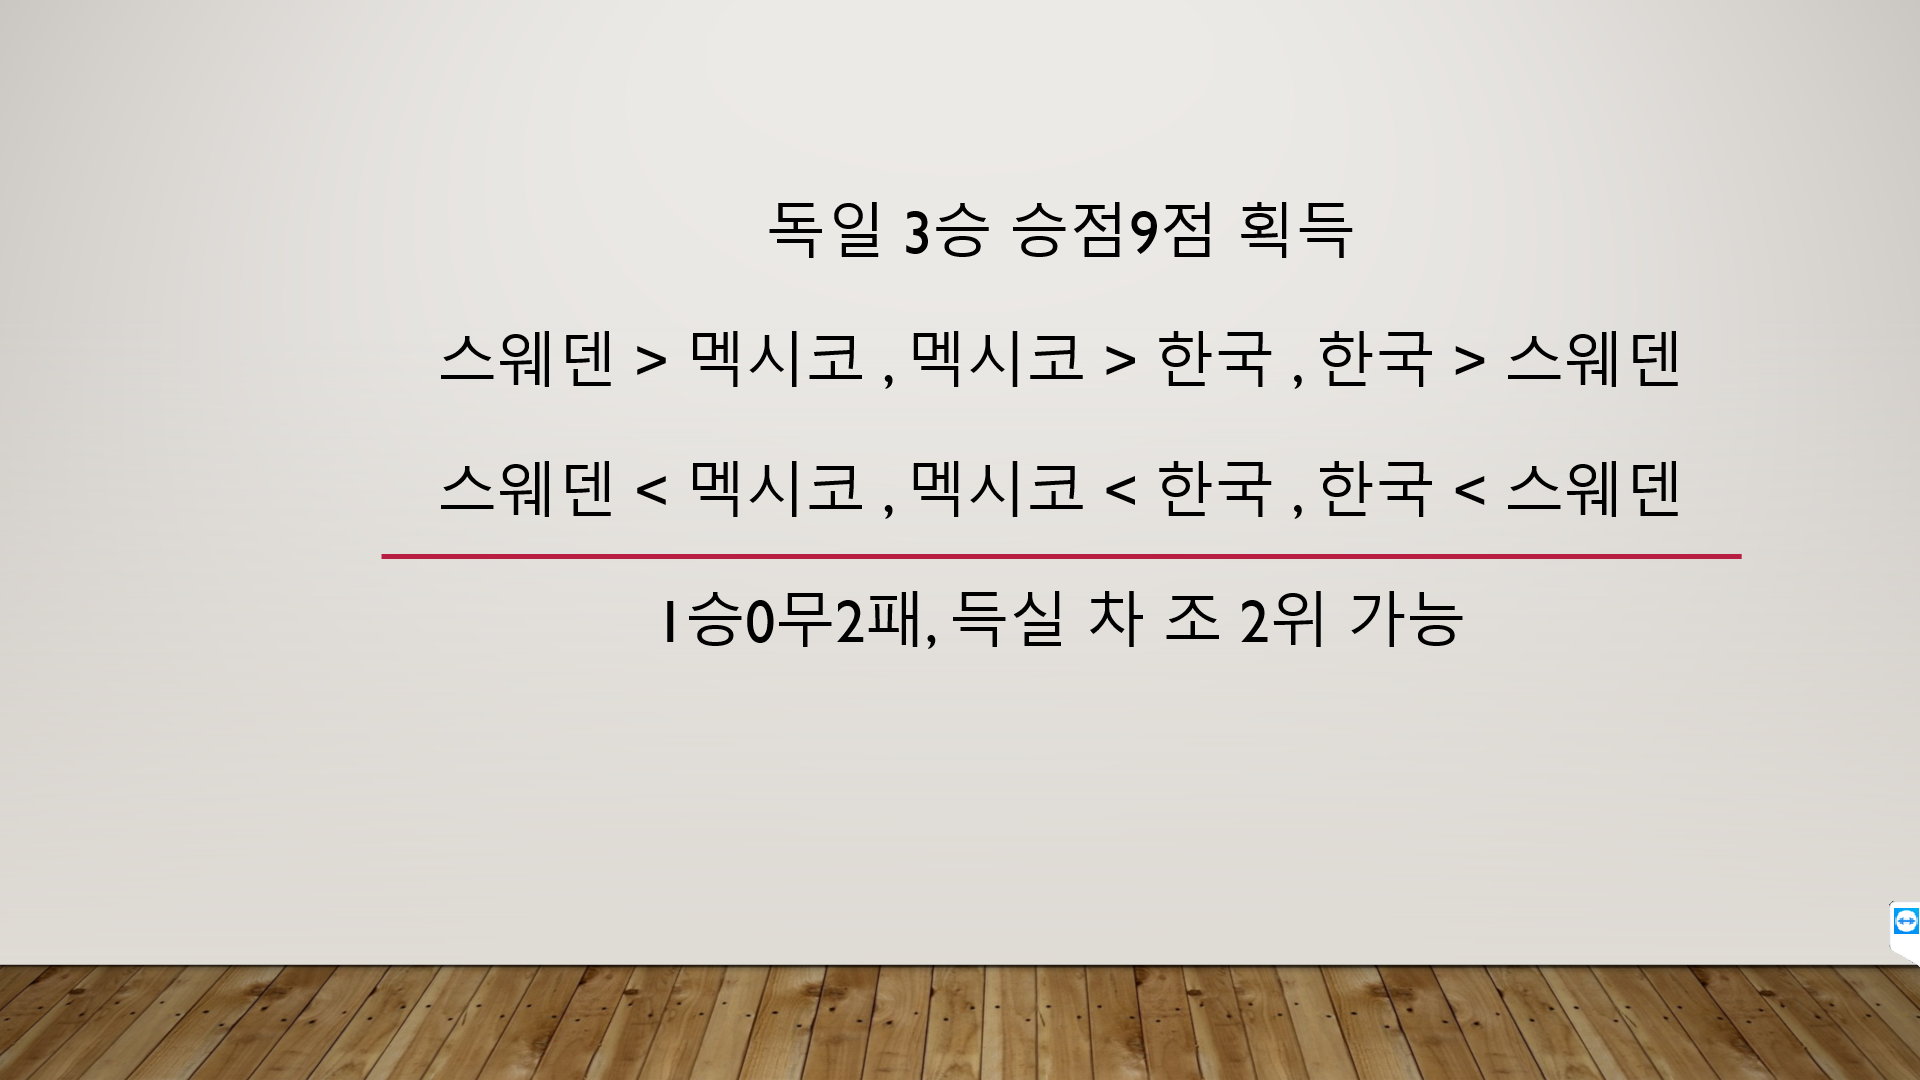 독일 3승 승점9점 획득
스웨덴 > 멕시코 , 멕시코 > 한국 , 한국 > 스웨덴
스웨덴 < 멕시코 , 멕시코 < 한국 , 한국 < 스웨덴
1승0무2패, 득실 차 조 2위 가능